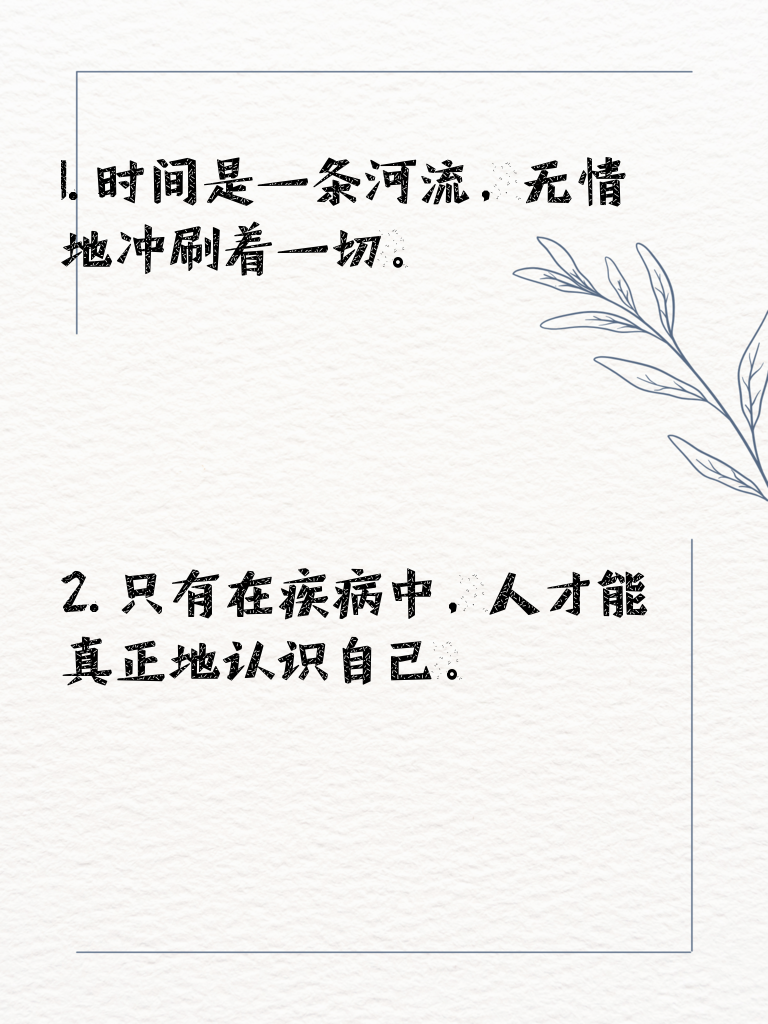 1. 时间是一条河流，无情
地冲刷着一切。
2. 只有在疾病中，人才能
真正地认识自己。